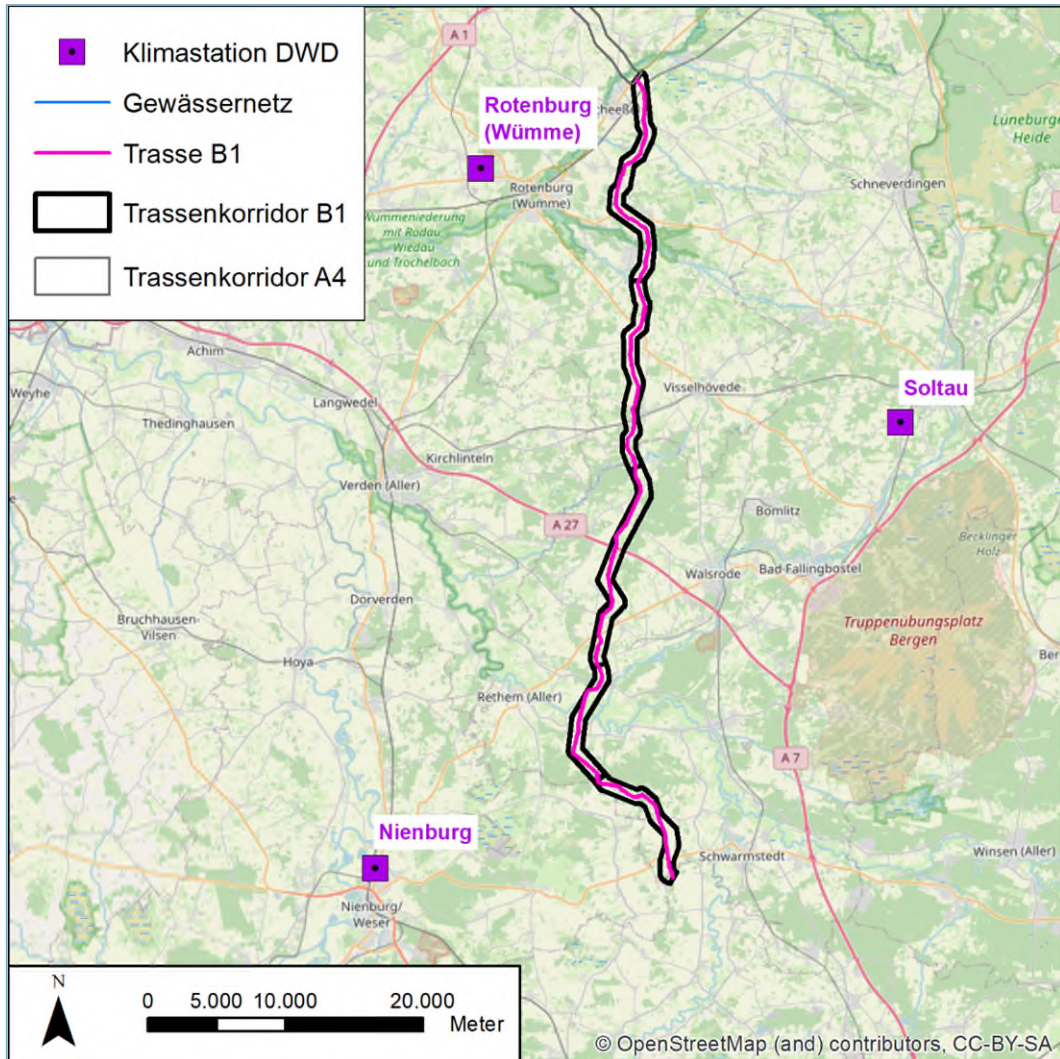 Klimastation DWD
Gewässernetz
Trasse B1
Trassenkorridor B1
Trassenkorridor A4
A 1
Rotenburg
(Wümme)
cheeße
Lüneburger
Heide
Schneverdingen
Rotenburg
(Wümme)
Wümmeniederung
mit Rodau
Wiedau
und Trochelbach
Achim
Weyhe
Thedinghausen
Langwedel
Visselhövede
Soltau
Kirchlinteln
Verden (Aller)
Bomlitz
A 27
Becklinger
Holz
Walsrode
Bad Fallingbostel
Dörverden
Bruchhausen-
Vilsen
Truppenübungsplatz
Bergen
Ber
Hoya
Rethem (Aller)
A 7
Nienburg
Schwarmstedt
Winsen (Aller)
Nienburg/
Weser
N
0
5.000
10.000
20.000
Meter
© OpenStreetMap (and) contributors, CC-BY-SA